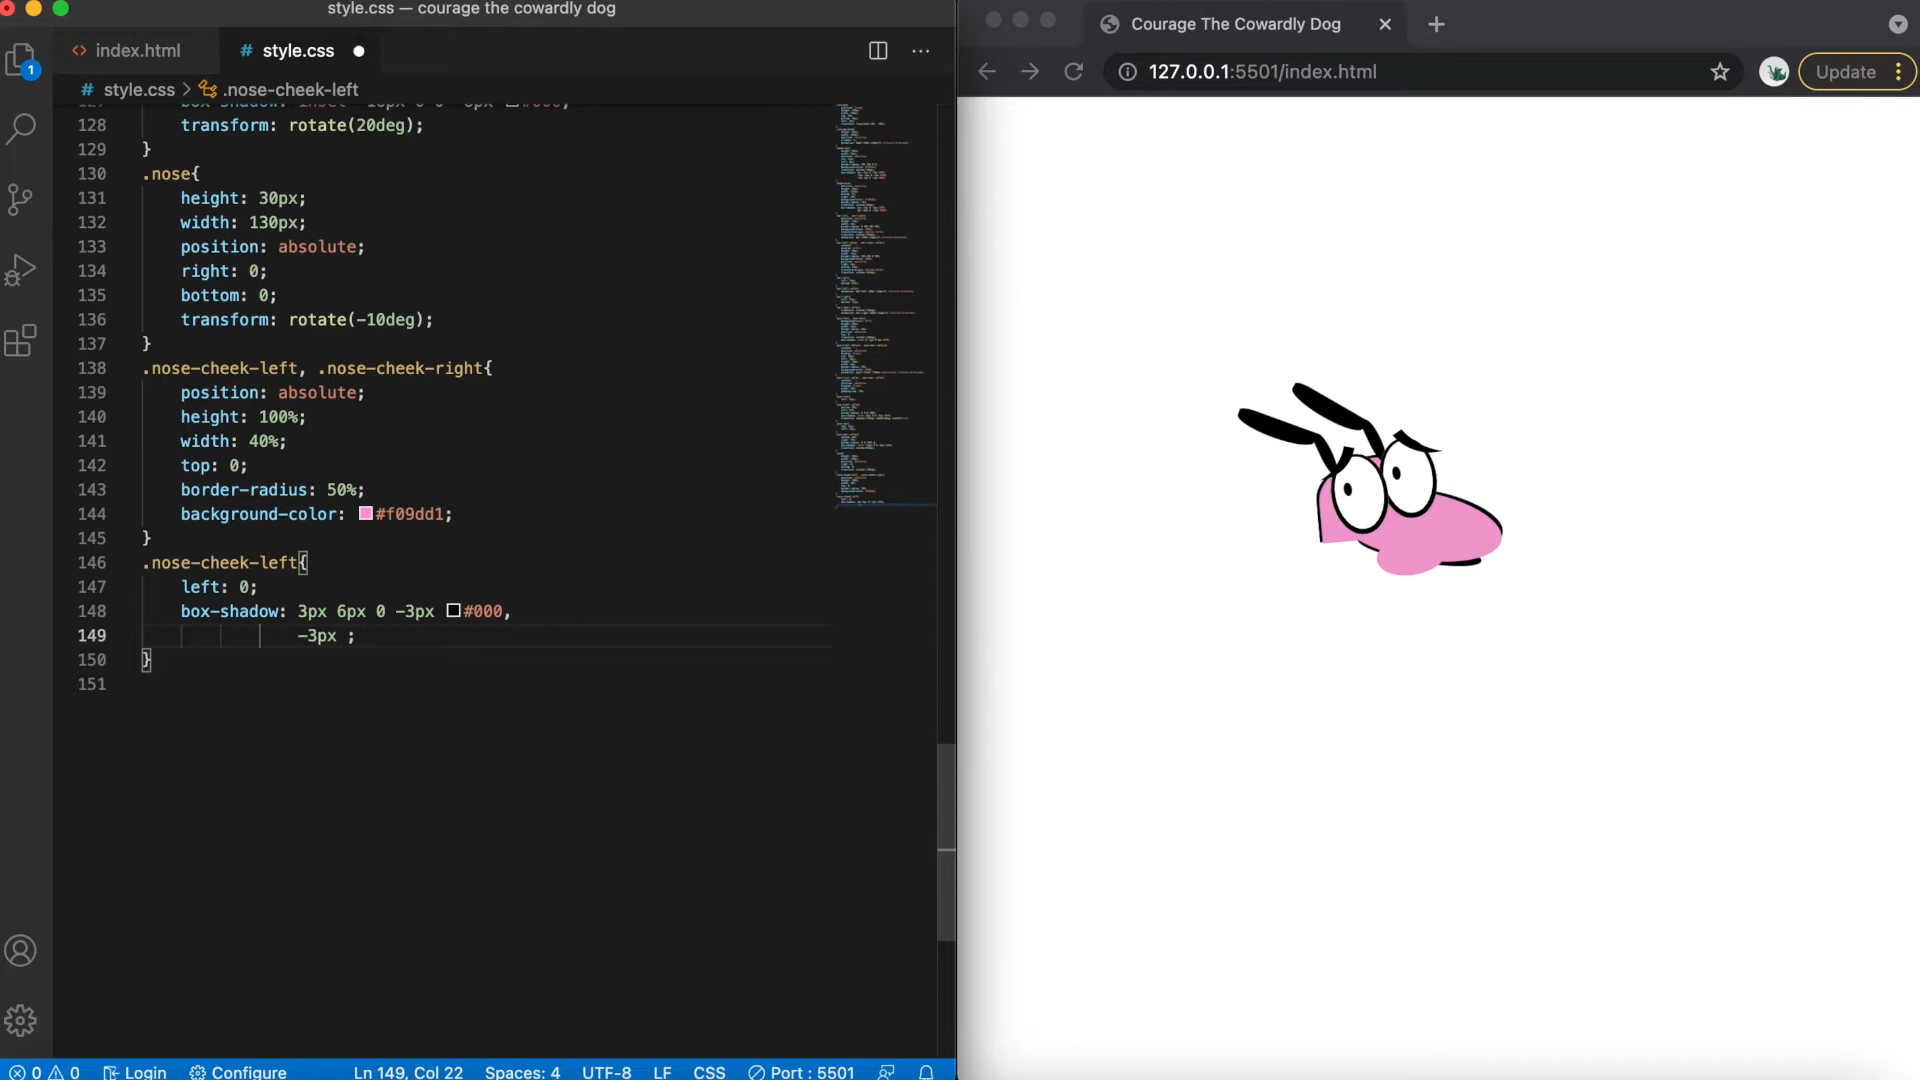 style.css — courage the cowardly dog
index.html
# style.css ●
# style.css > .nose-cheek-left
128 transform: rotate(20deg);
129 }
130 .nose{
131 height: 30px;
132 width: 130px;
133 position: absolute;
134 right: 0;
135 bottom: 0;
136 transform: rotate(-10deg);
137 }
138 .nose-cheek-left, .nose-cheek-right{
139 position: absolute;
140 height: 100%;
141 width: 40%;
142 top: 0;
143 border-radius: 50%;
144 background-color: #f09dd1;
145 }
146 .nose-cheek-left{
147 left: 0;
148 box-shadow: 3px 6px 0 -3px #000,
149 -3px ;
150 }
151
1
0 0 Login Configure Ln 149, Col 22 Spaces: 4 UTF-8 LF CSS Port : 5501
Courage The Cowardly Dog
127.0.0.1:5501/index.html
Update